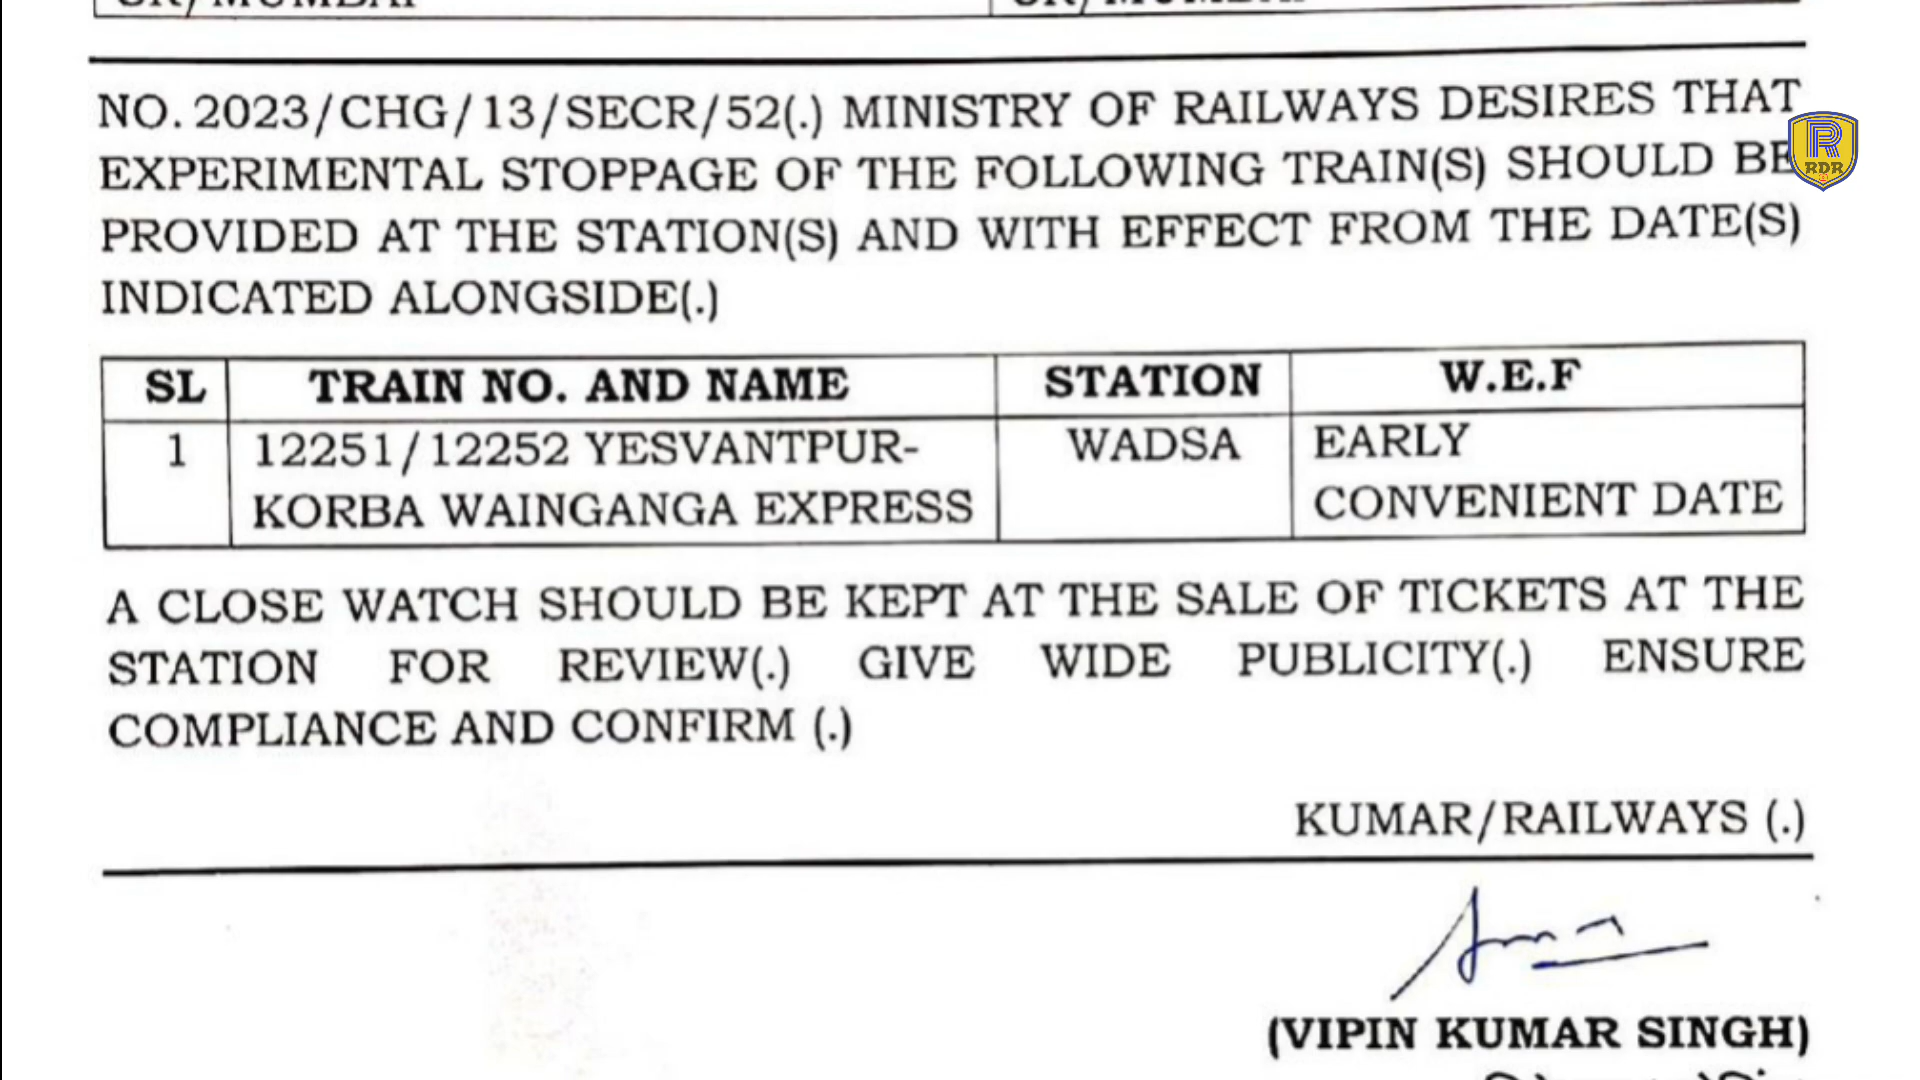 NO. 2023/CHG/13/SECR/52(.) MINISTRY OF RAILWAYS DESIRES THAT
EXPERIMENTAL STOPPAGE OF THE FOLLOWING TRAIN(S) SHOULD BE
RDR
PROVIDED AT THE STATION(S) AND WITH EFFECT FROM THE DATE(S)
INDICATED ALONGSIDE(.)
SL TRAIN NO. AND NAME STATION W.E.F
1 12251/12252 YESVANTPUR- WADSA EARLY
KORBA WAINGANGA EXPRESS CONVENIENT DATE
A CLOSE WATCH SHOULD BE KEPT AT THE SALE OF TICKETS AT THE
STATION FOR REVIEW(.) GIVE WIDE PUBLICITY(.) ENSURE
COMPLIANCE AND CONFIRM (.)
KUMAR/RAILWAYS (.)
(VIPIN KUMAR SINGH)